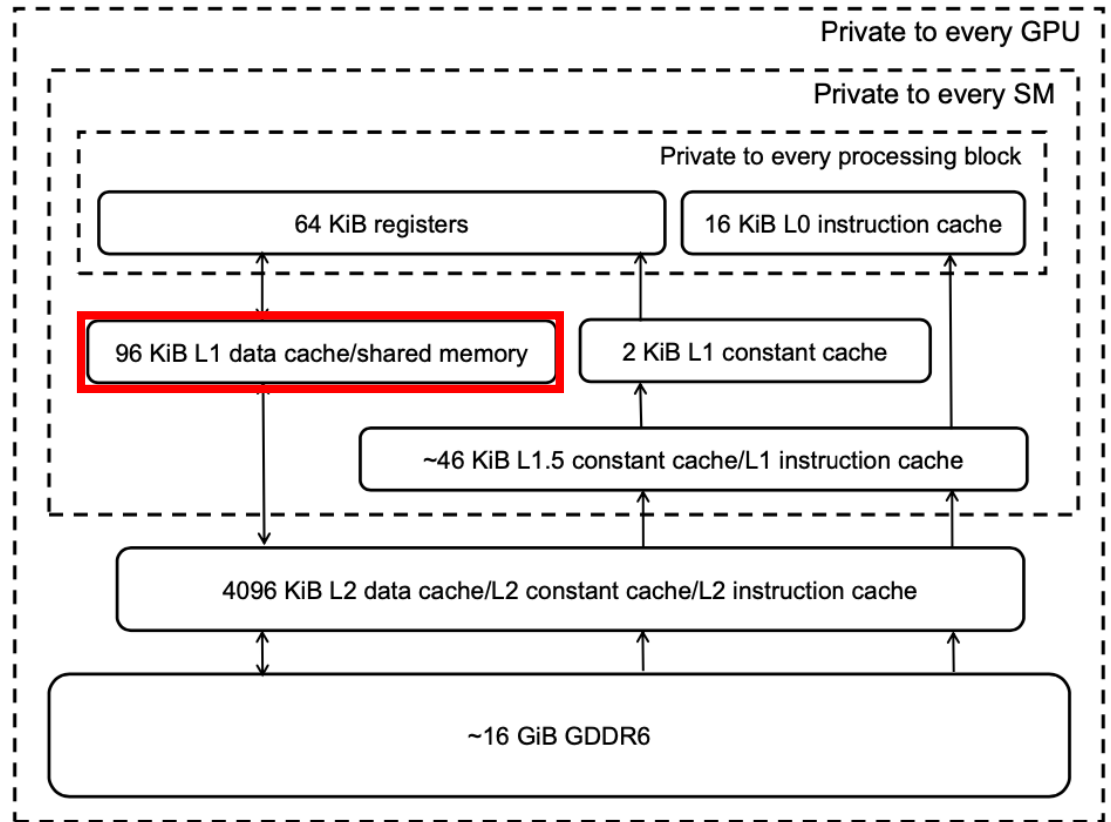 Private to every GPU
Private to every SM
Private to every processing block
64 KiB registers
16 KiB L0 instruction cache
96 KiB L1 data cache/shared memory
2 KiB L1 constant cache
~46 KiB L1.5 constant cache/L1 instruction cache
4096 KiB L2 data cache/L2 constant cache/L2 instruction cache
~16 GiB GDDR6